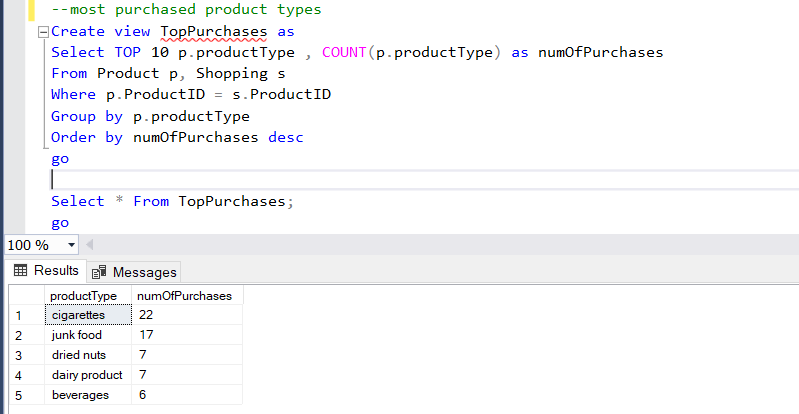 --most purchased product types
Create view TopPurchases as
Select TOP 10 p.productType , COUNT(p.productType) as numOfPurchases
From Product p, Shopping s
Where p.ProductID = s.ProductID
Group by p.productType
Order by numOfPurchases desc
go
Select * From TopPurchases;
go
100 %
Results Messages
productType numOfPurchases
1 cigarettes 22
2 junk food 17
3 dried nuts 7
4 dairy product 7
5 beverages 6